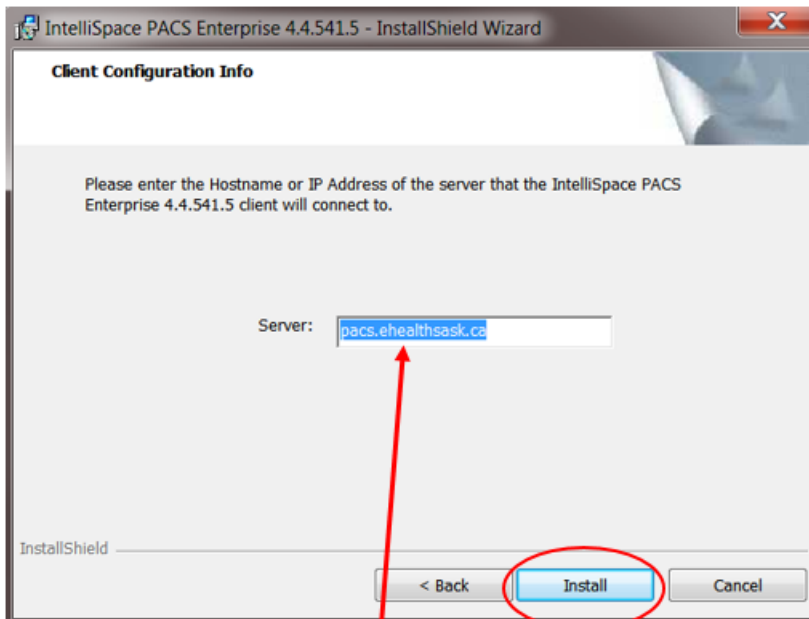 IntelliSpace PACS Enterprise 4.4.541.5 - InstallShield Wizard
Client Configuration Info
Please enter the Hostname or IP Address of the server that the IntelliSpace PACS
Enterprise 4.4.541.5 client will connect to.
Server: pacs.ehealthsask.ca
InstallShield
< Back Install Cancel